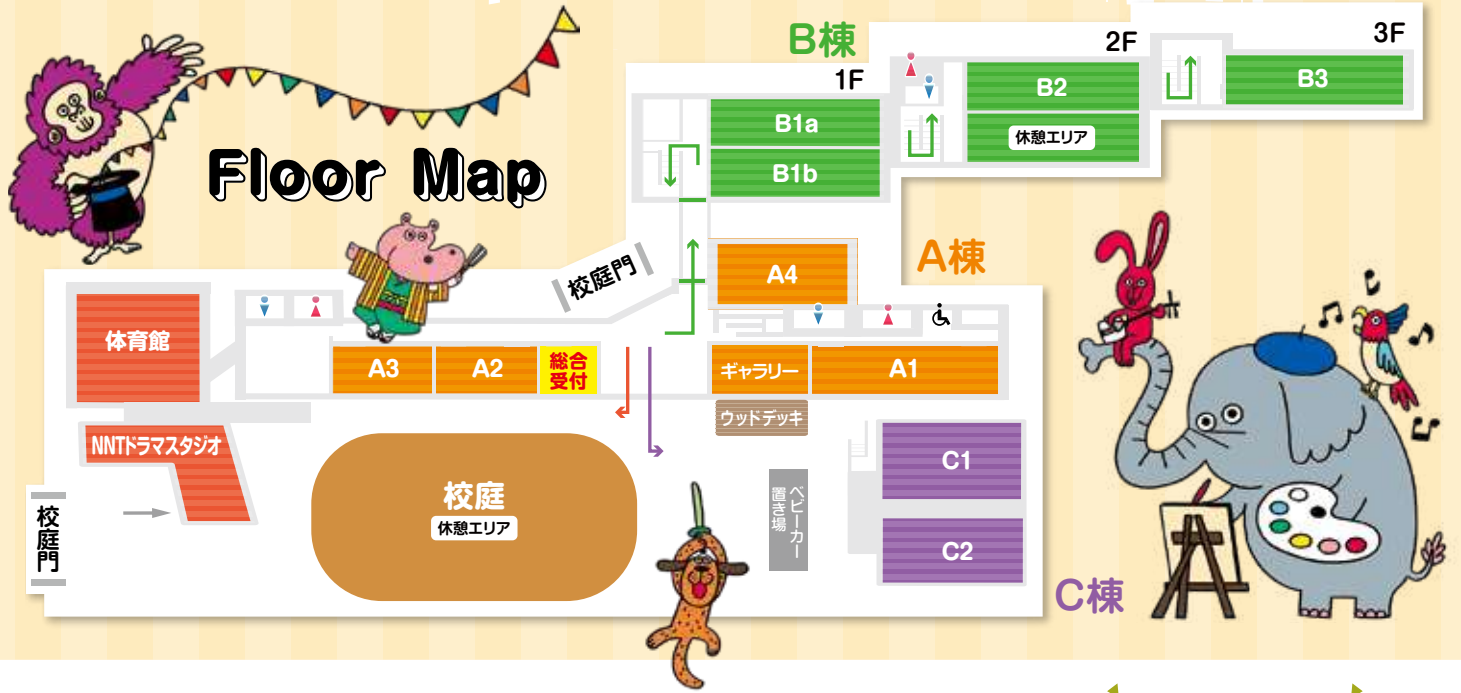 Floor Map
B棟
1F
2F
3F
B1a
B1b
B2
休憩エリア
B3
A棟
校庭門
A4
体育館
A3
A2
総合
受付
ギャラリー
A1
ウッドデッキ
NNTドラマスタジオ
校庭
休憩エリア
校庭門
ベビーカー
置き場
C1
C2
C棟